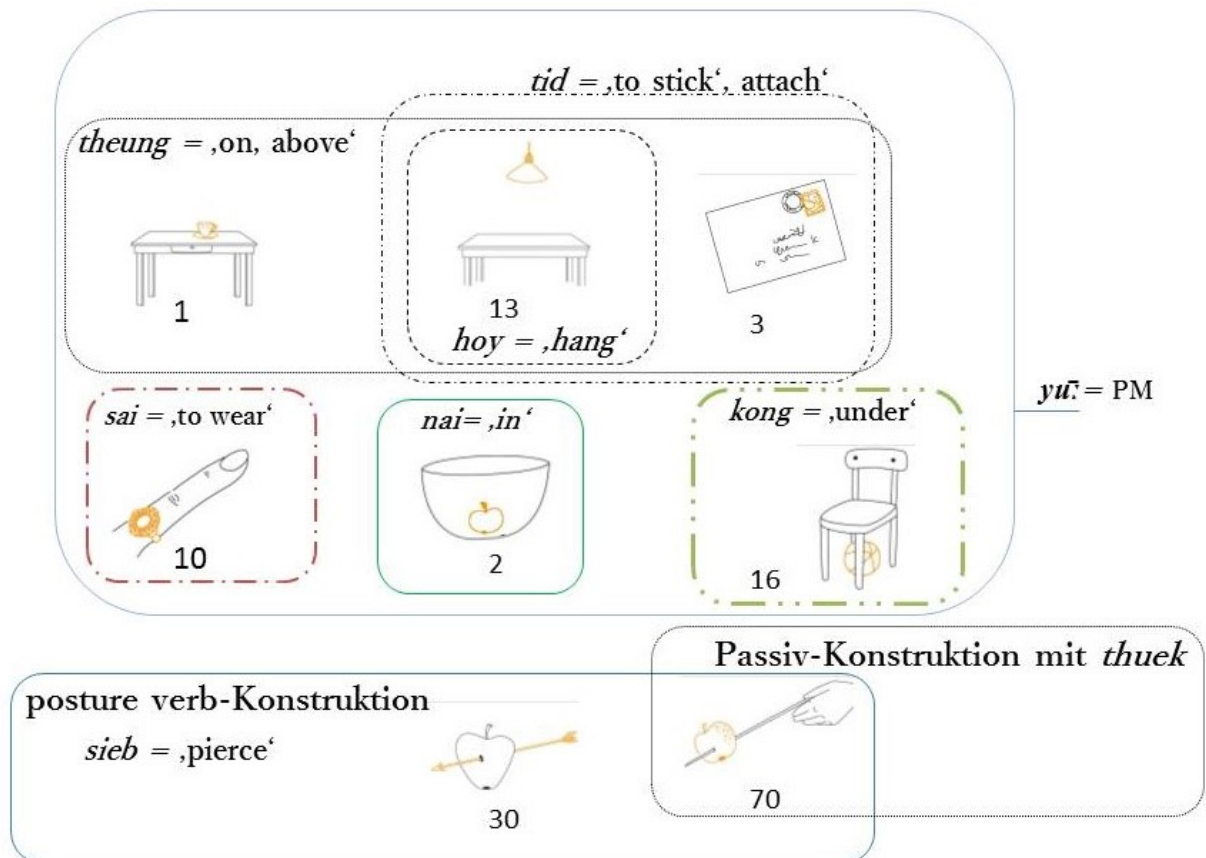 tid = ‚to stick‘, attach‘
theung = ‚on, above‘
1
13
3
hoy = ‚hang‘
yū: = PM
sai = ‚to wear‘
nai= ‚in‘
kong = ‚under‘
10
2
16
Passiv-Konstruktion mit thuek
posture verb-Konstruktion
sieb = ‚pierce‘
30
70